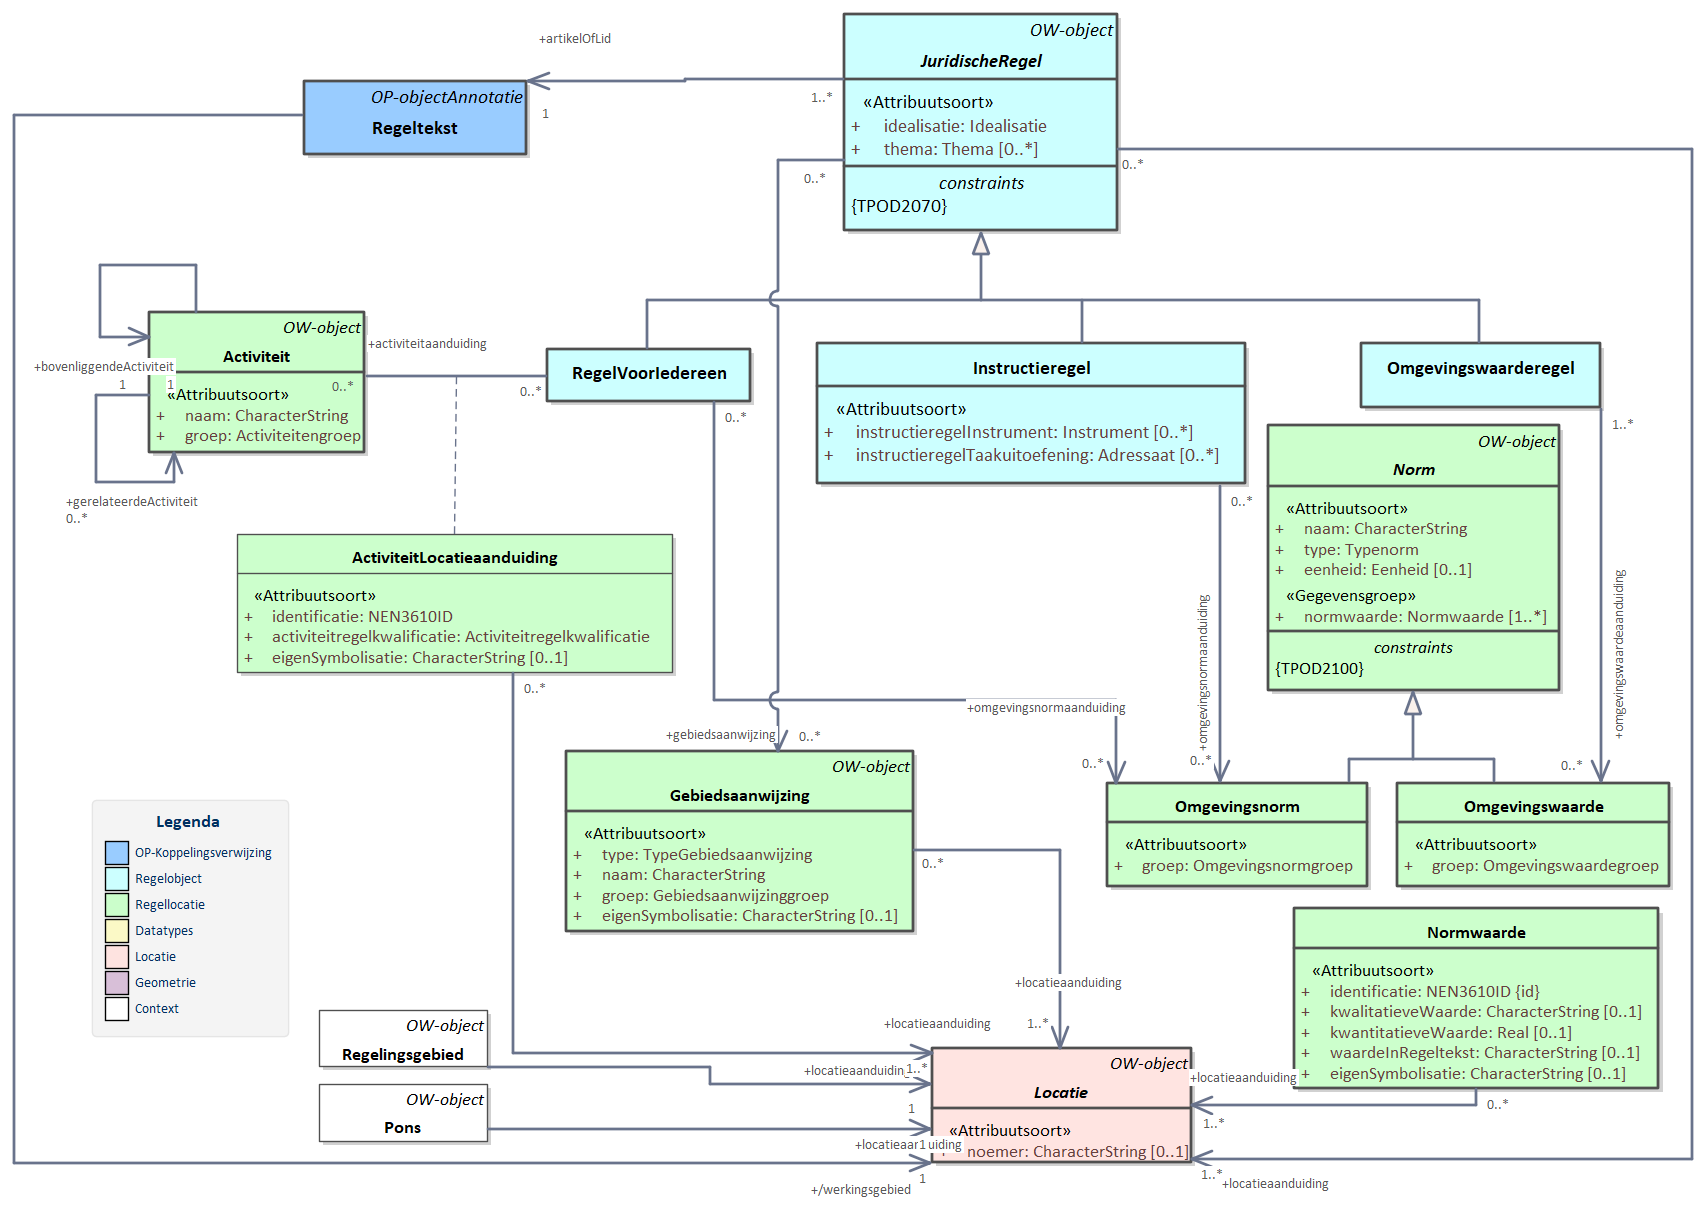 OW-object
JuridischeRegel
«Attribuutsoort»
+ idealisatie: Idealisatie
+ thema: Thema [0..*]
constraints
{TPOD2070}
+artikelOfLid
1..*
1
OP-objectAnnotatie
Regeltekst
0..*
0..*
OW-object
Activiteit
«Attribuutsoort»
+ naam: CharacterString
+ groep: Activiteitengroep
+bovenliggendeActiviteit
1
1
+gerelateerdeActiviteit
0..*
+activiteitaanduiding
0..*
0..*
RegelVoorIedereen
0..*
Instructieregel
«Attribuutsoort»
+ instructieregelInstrument: Instrument [0..*]
+ instructieregelTaakuitoefening: Adressaat [0..*]
0..*
Omgevingswaarderegel
1..*
OW-object
Norm
«Attribuutsoort»
+ naam: CharacterString
+ type: Typenorm
+ eenheid: Eenheid [0..1]
«Gegevensgroep»
+ normwaarde: Normwaarde [1..*]
constraints
{TPOD2100}
ActiviteitLocatieaanduiding
«Attribuutsoort»
+ identificatie: NEN3610ID
+ activiteitregelkwalificatie: Activiteitregelkwalificatie
+ eigenSymbolisatie: CharacterString [0..1]
0..*
+omgevingsnormaanduiding
+omgevingsnormaanduiding
+omgevingswaardeaanduiding
+gebiedsaanwijzing
0..*
0..*
0..*
0..*
OW-object
Gebiedsaanwijzing
«Attribuutsoort»
+ type: TypeGebiedsaanwijzing
+ naam: CharacterString
+ groep: Gebiedsaanwijzinggroep
+ eigenSymbolisatie: CharacterString [0..1]
0..*
Omgevingsnorm
«Attribuutsoort»
+ groep: Omgevingsnormgroep
Omgevingswaarde
«Attribuutsoort»
+ groep: Omgevingswaardegroep
Normwaarde
«Attribuutsoort»
+ identificatie: NEN3610ID {id}
+ kwalitatieveWaarde: CharacterString [0..1]
+ kwantitatieveWaarde: Real [0..1]
+ waardeInRegeltekst: CharacterString [0..1]
+ eigenSymbolisatie: CharacterString [0..1]
0..*
Legenda
OP-Koppelingsverwijzing
Regelobject
Regellocatie
Datatypes
Locatie
Geometrie
Context
OW-object
Regelingsgebied
OW-object
Pons
+locatieaanduiding
1..*
+locatieaanduiding
1..*
+locatieaanduiding
1
OW-object
Locatie
«Attribuutsoort»
+ noemer: CharacterString [0..1]
+locatieaanduiding
1..*
1
+/werkingsgebied
1
1..*
+locatieaanduiding